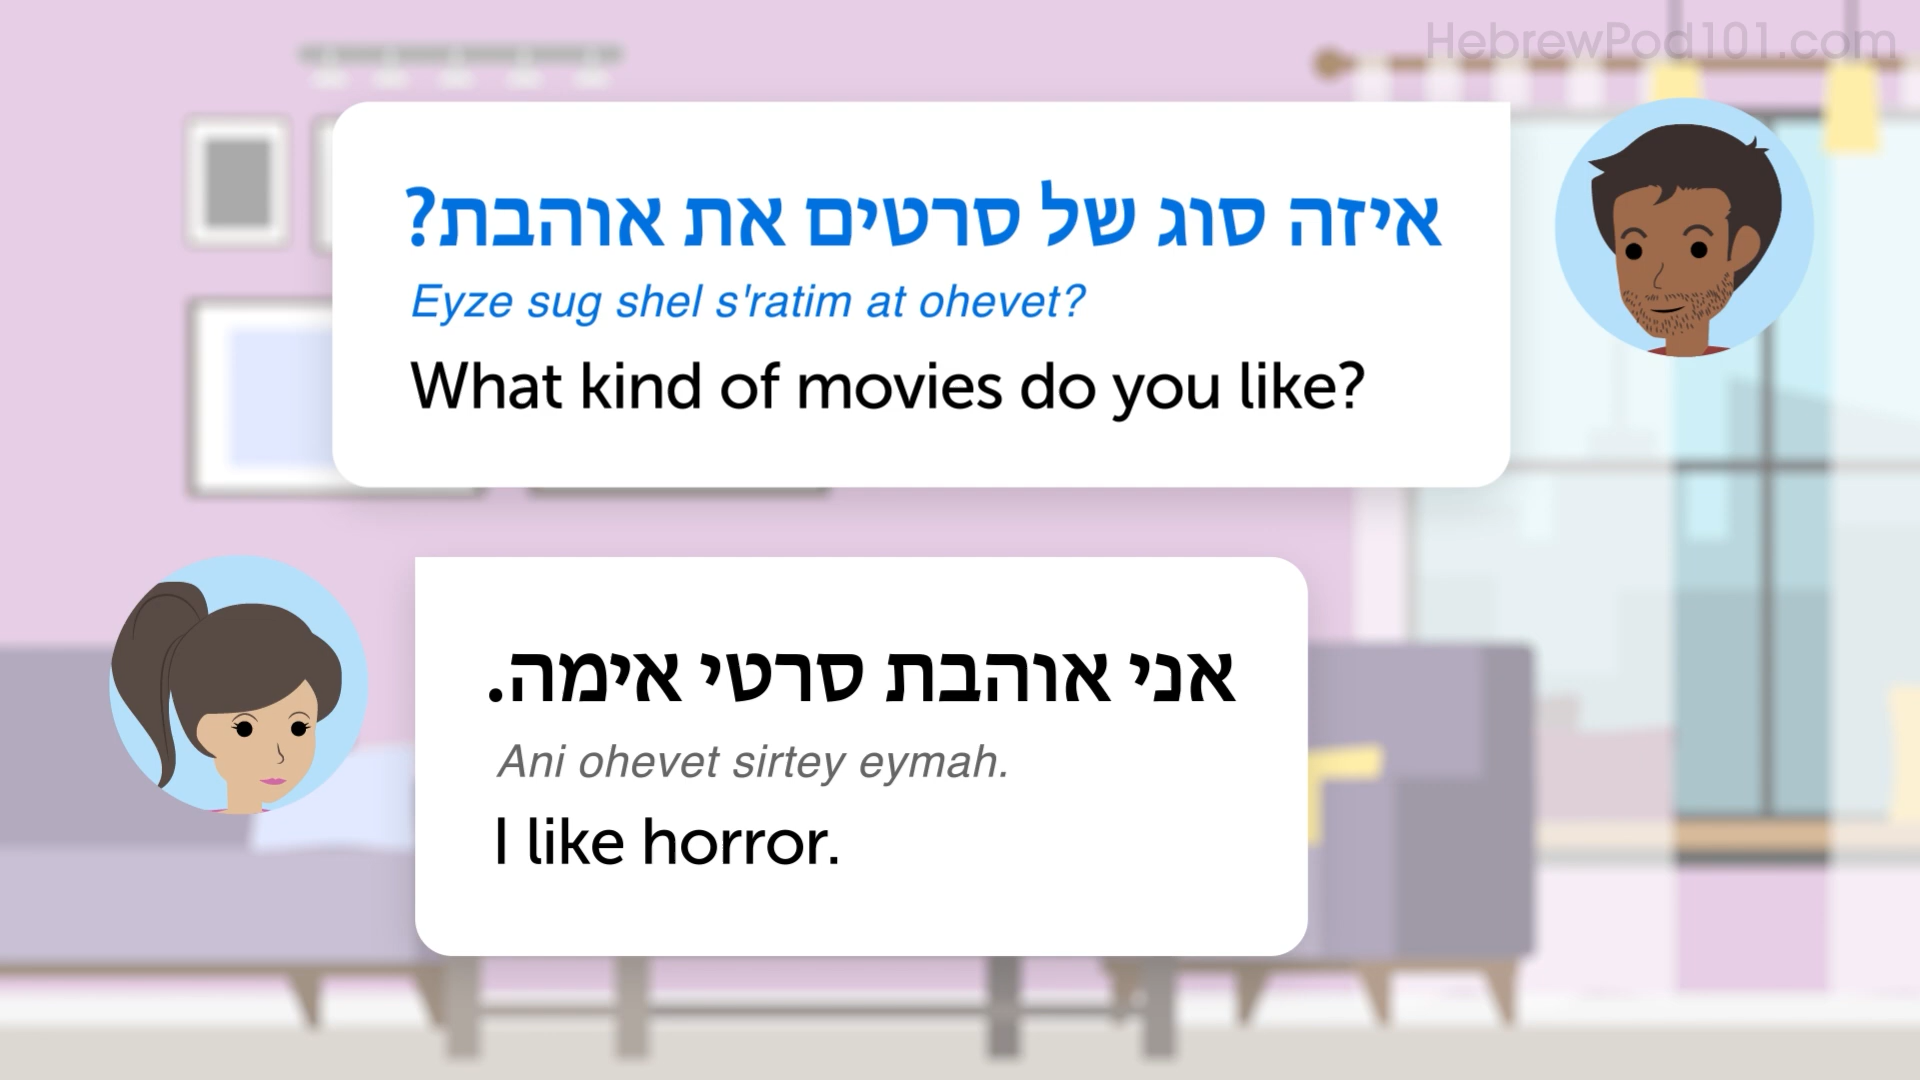 HebrewPod101.com
איזה סוג של סרטים את אוהבת?
Eyze sug shel s'ratim at ohevet?
What kind of movies do you like?
אני אוהבת סרטי אימה.
Ani ohevet sirtey eymah.
I like horror.